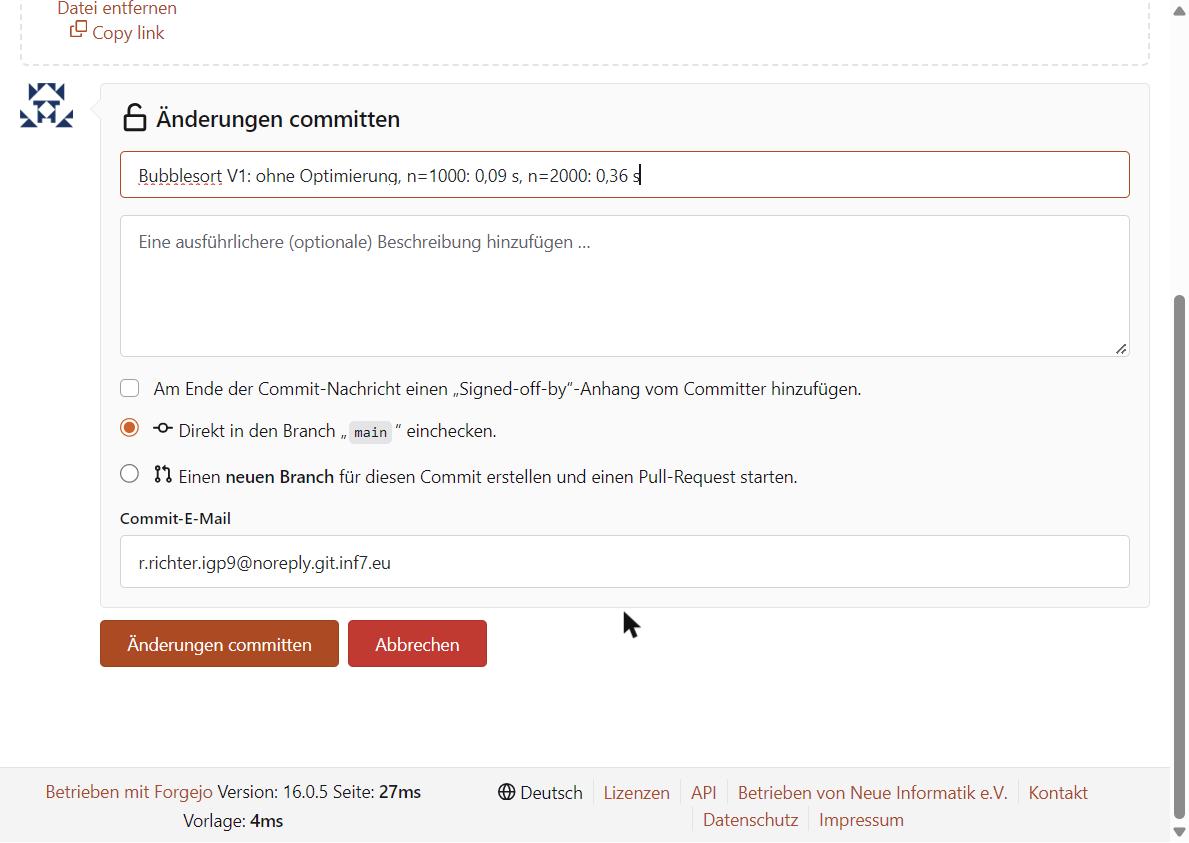 Datei entfernen
Copy link
Änderungen committen
Bubblesort V1: ohne Optimierung, n=1000: 0,09 s, n=2000: 0,36 s
Eine ausführlichere (optionale) Beschreibung hinzufügen ...
Am Ende der Commit-Nachricht einen „Signed-off-by“-Anhang vom Committer hinzufügen.
Direkt in den Branch „main“ einchecken.
Einen neuen Branch für diesen Commit erstellen und einen Pull-Request starten.
Commit-E-Mail
r.richter.igp9@noreply.git.inf7.eu
Änderungen committen Abbrechen
Betrieben mit Forgejo Version: 16.0.5 Seite: 27ms
Vorlage: 4ms
Deutsch Lizenzen API Betrieben von Neue Informatik e.V. Kontakt
Datenschutz Impressum